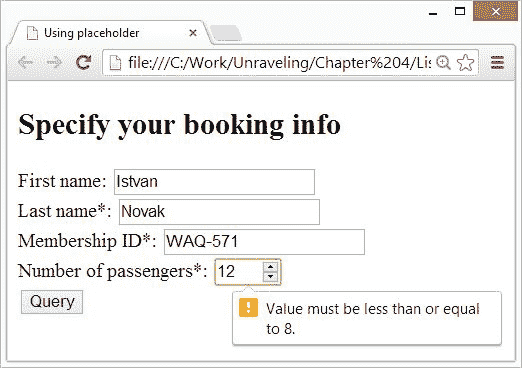 Using placeholder
file:///C:/Work/Unraveling/Chapter%204/Lis
Specify your booking info
First name: Istvan
Last name*: Novak
Membership ID*: WAQ-571
Number of passengers*: 12
Query
Value must be less than or equal
to 8.